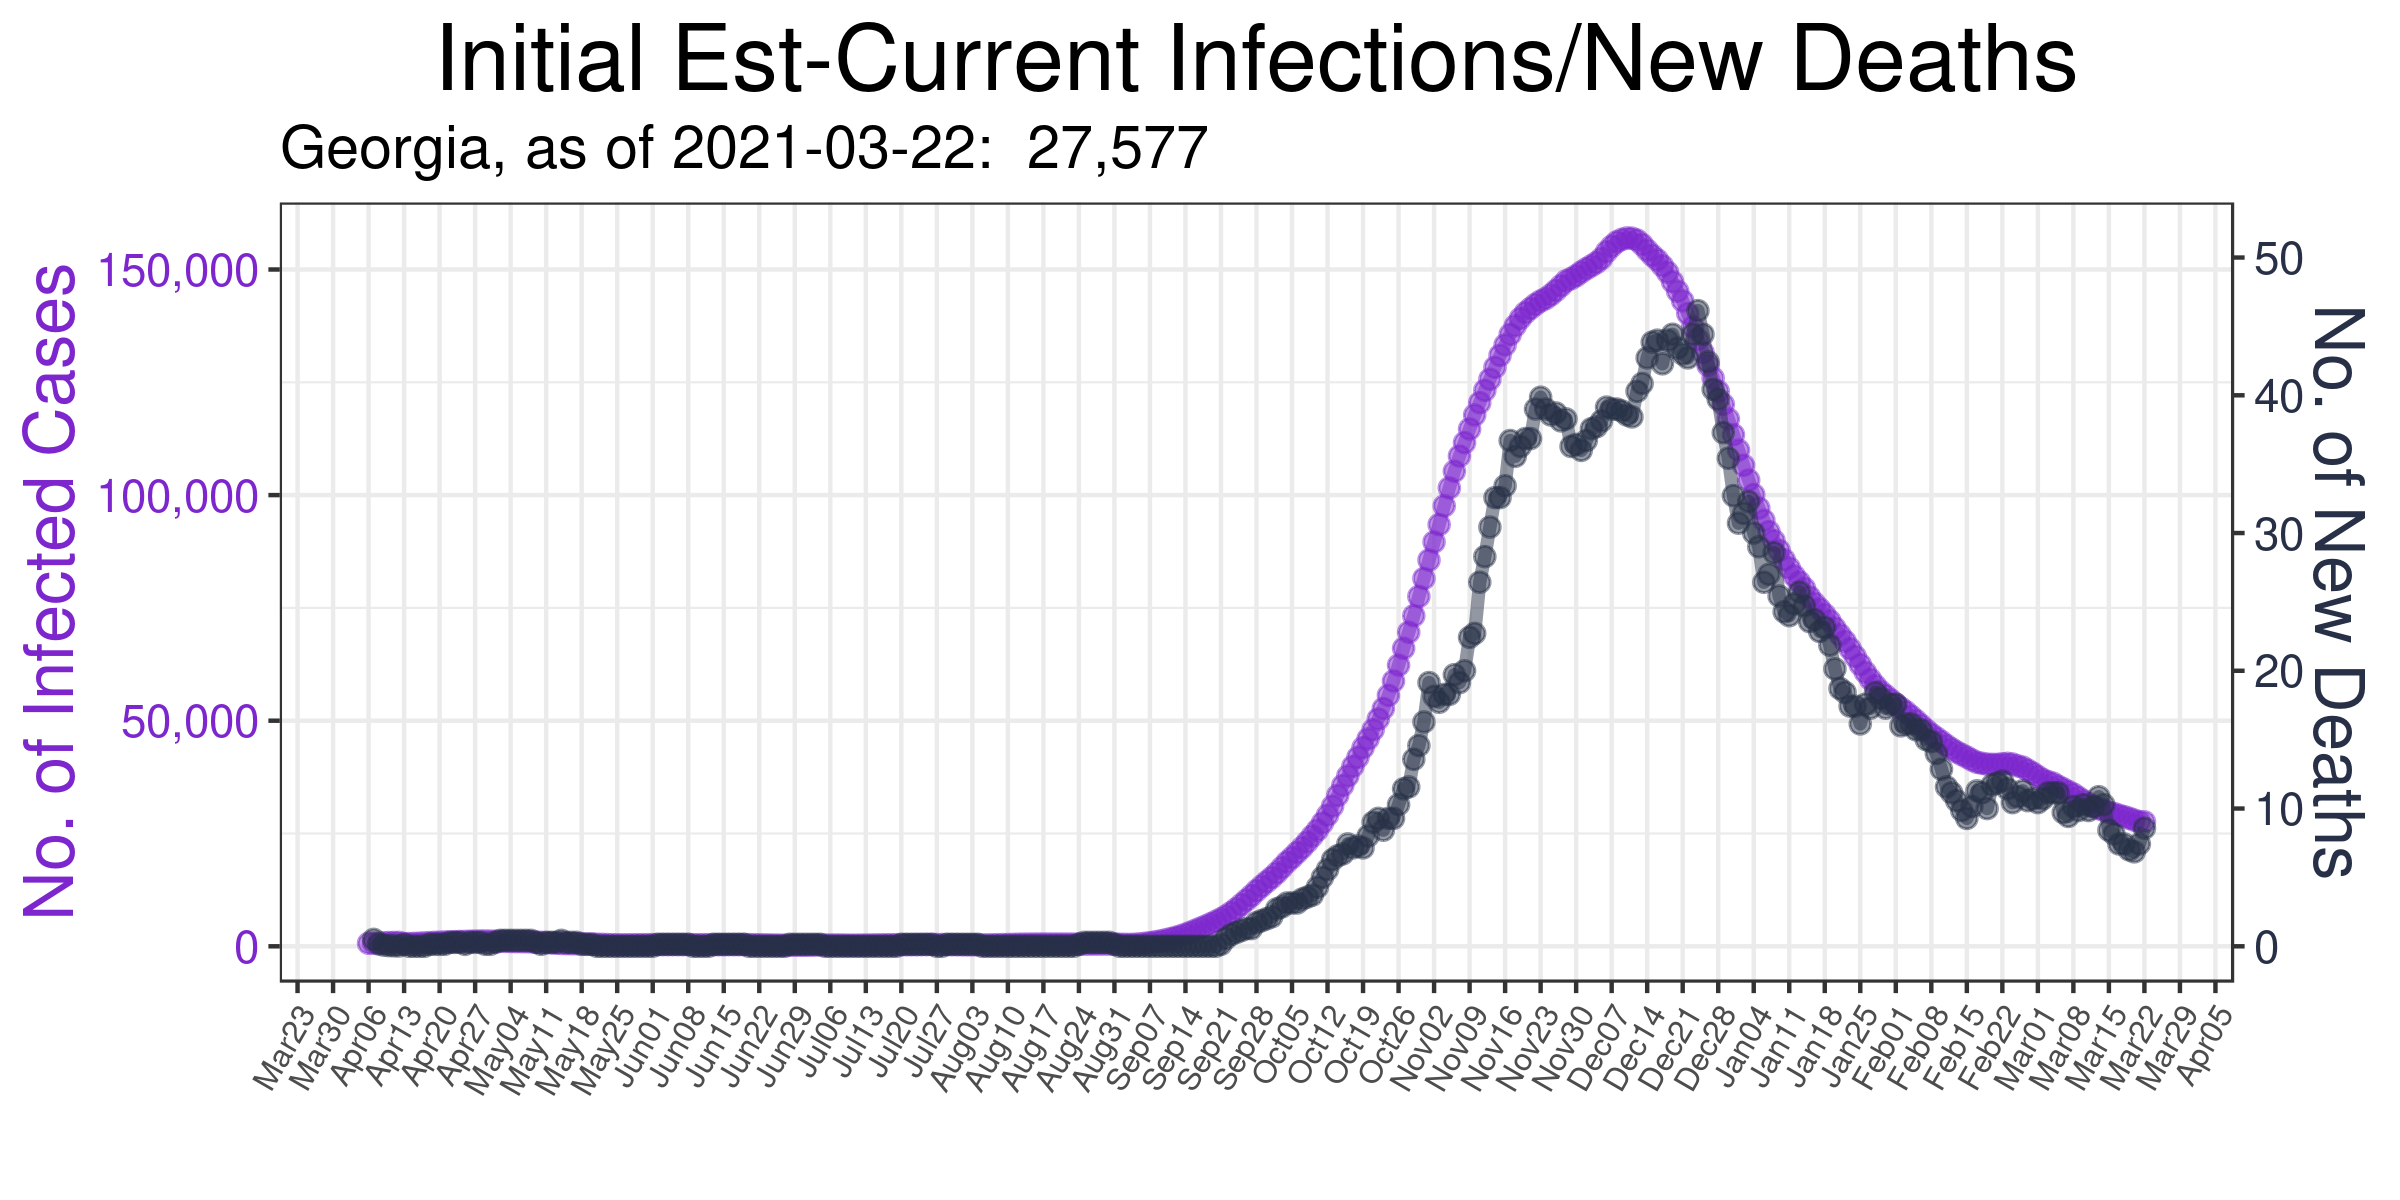 Initial Est-Current Infections/New Deaths
Georgia, as of 2021-03-22:  27,577
No. of Infected Cases
150,000
100,000
50,000
0
50
40
30
20
10
0
No. of New Deaths
Mar23
Mar30
Apr06
Apr13
Apr20
Apr27
May04
May11
May18
May25
Jun01
Jun08
Jun15
Jun22
Jun29
Jul06
Jul13
Jul20
Jul27
Aug03
Aug10
Aug17
Aug24
Aug31
Sep07
Sep14
Sep21
Sep28
Oct05
Oct12
Oct19
Oct26
Nov02
Nov09
Nov16
Nov23
Nov30
Dec07
Dec14
Dec21
Dec28
Jan04
Jan11
Jan18
Jan25
Feb01
Feb08
Feb15
Feb22
Mar01
Mar08
Mar15
Mar22
Mar29
Apr05